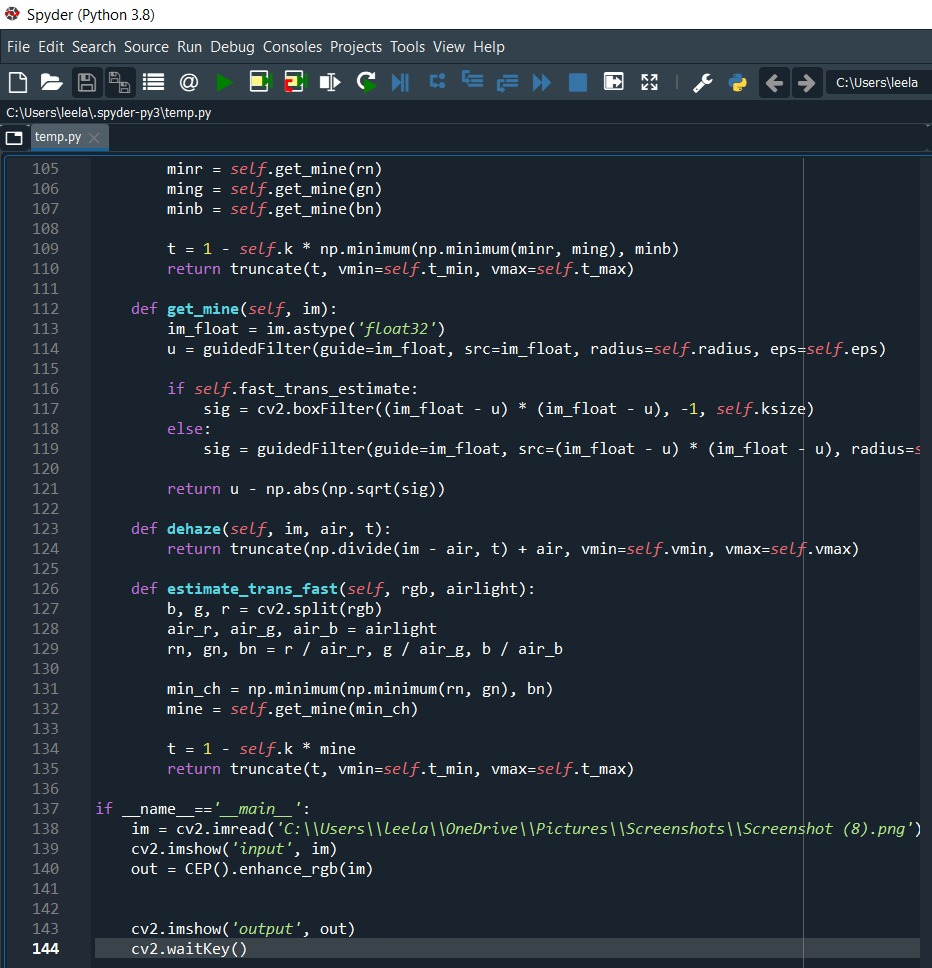 Spyder (Python 3.8)
File Edit Search Source Run Debug Consoles Projects Tools View Help
C:\Users\leela
C:\Users\leela\.spyder-py3\temp.py
temp.py
105         minr = self.get_mine(rn)
106         ming = self.get_mine(gn)
107         minb = self.get_mine(bn)
108
109         t = 1 - self.k * np.minimum(np.minimum(minr, ming), minb)
110         return truncate(t, vmin=self.t_min, vmax=self.t_max)
111
112     def get_mine(self, im):
113         im_float = im.astype('float32')
114         u = guidedFilter(guide=im_float, src=im_float, radius=self.radius, eps=self.eps)
115
116         if self.fast_trans_estimate:
117             sig = cv2.boxFilter((im_float - u) * (im_float - u), -1, self.ksize)
118         else:
119             sig = guidedFilter(guide=im_float, src=(im_float - u) * (im_float - u), radius=s
120
121         return u - np.abs(np.sqrt(sig))
122
123     def dehaze(self, im, air, t):
124         return truncate(np.divide(im - air, t) + air, vmin=self.vmin, vmax=self.vmax)
125
126     def estimate_trans_fast(self, rgb, airlight):
127         b, g, r = cv2.split(rgb)
128         air_r, air_g, air_b = airlight
129         rn, gn, bn = r / air_r, g / air_g, b / air_b
130
131         min_ch = np.minimum(np.minimum(rn, gn), bn)
132         mine = self.get_mine(min_ch)
133
134         t = 1 - self.k * mine
135         return truncate(t, vmin=self.t_min, vmax=self.t_max)
136
137 if __name__=='__main__':
138     im = cv2.imread('C:\\Users\\leela\\OneDrive\\Pictures\\Screenshots\\Screenshot (8).png')
139     cv2.imshow('input', im)
140     out = CEP().enhance_rgb(im)
141
142
143     cv2.imshow('output', out)
144     cv2.waitKey()